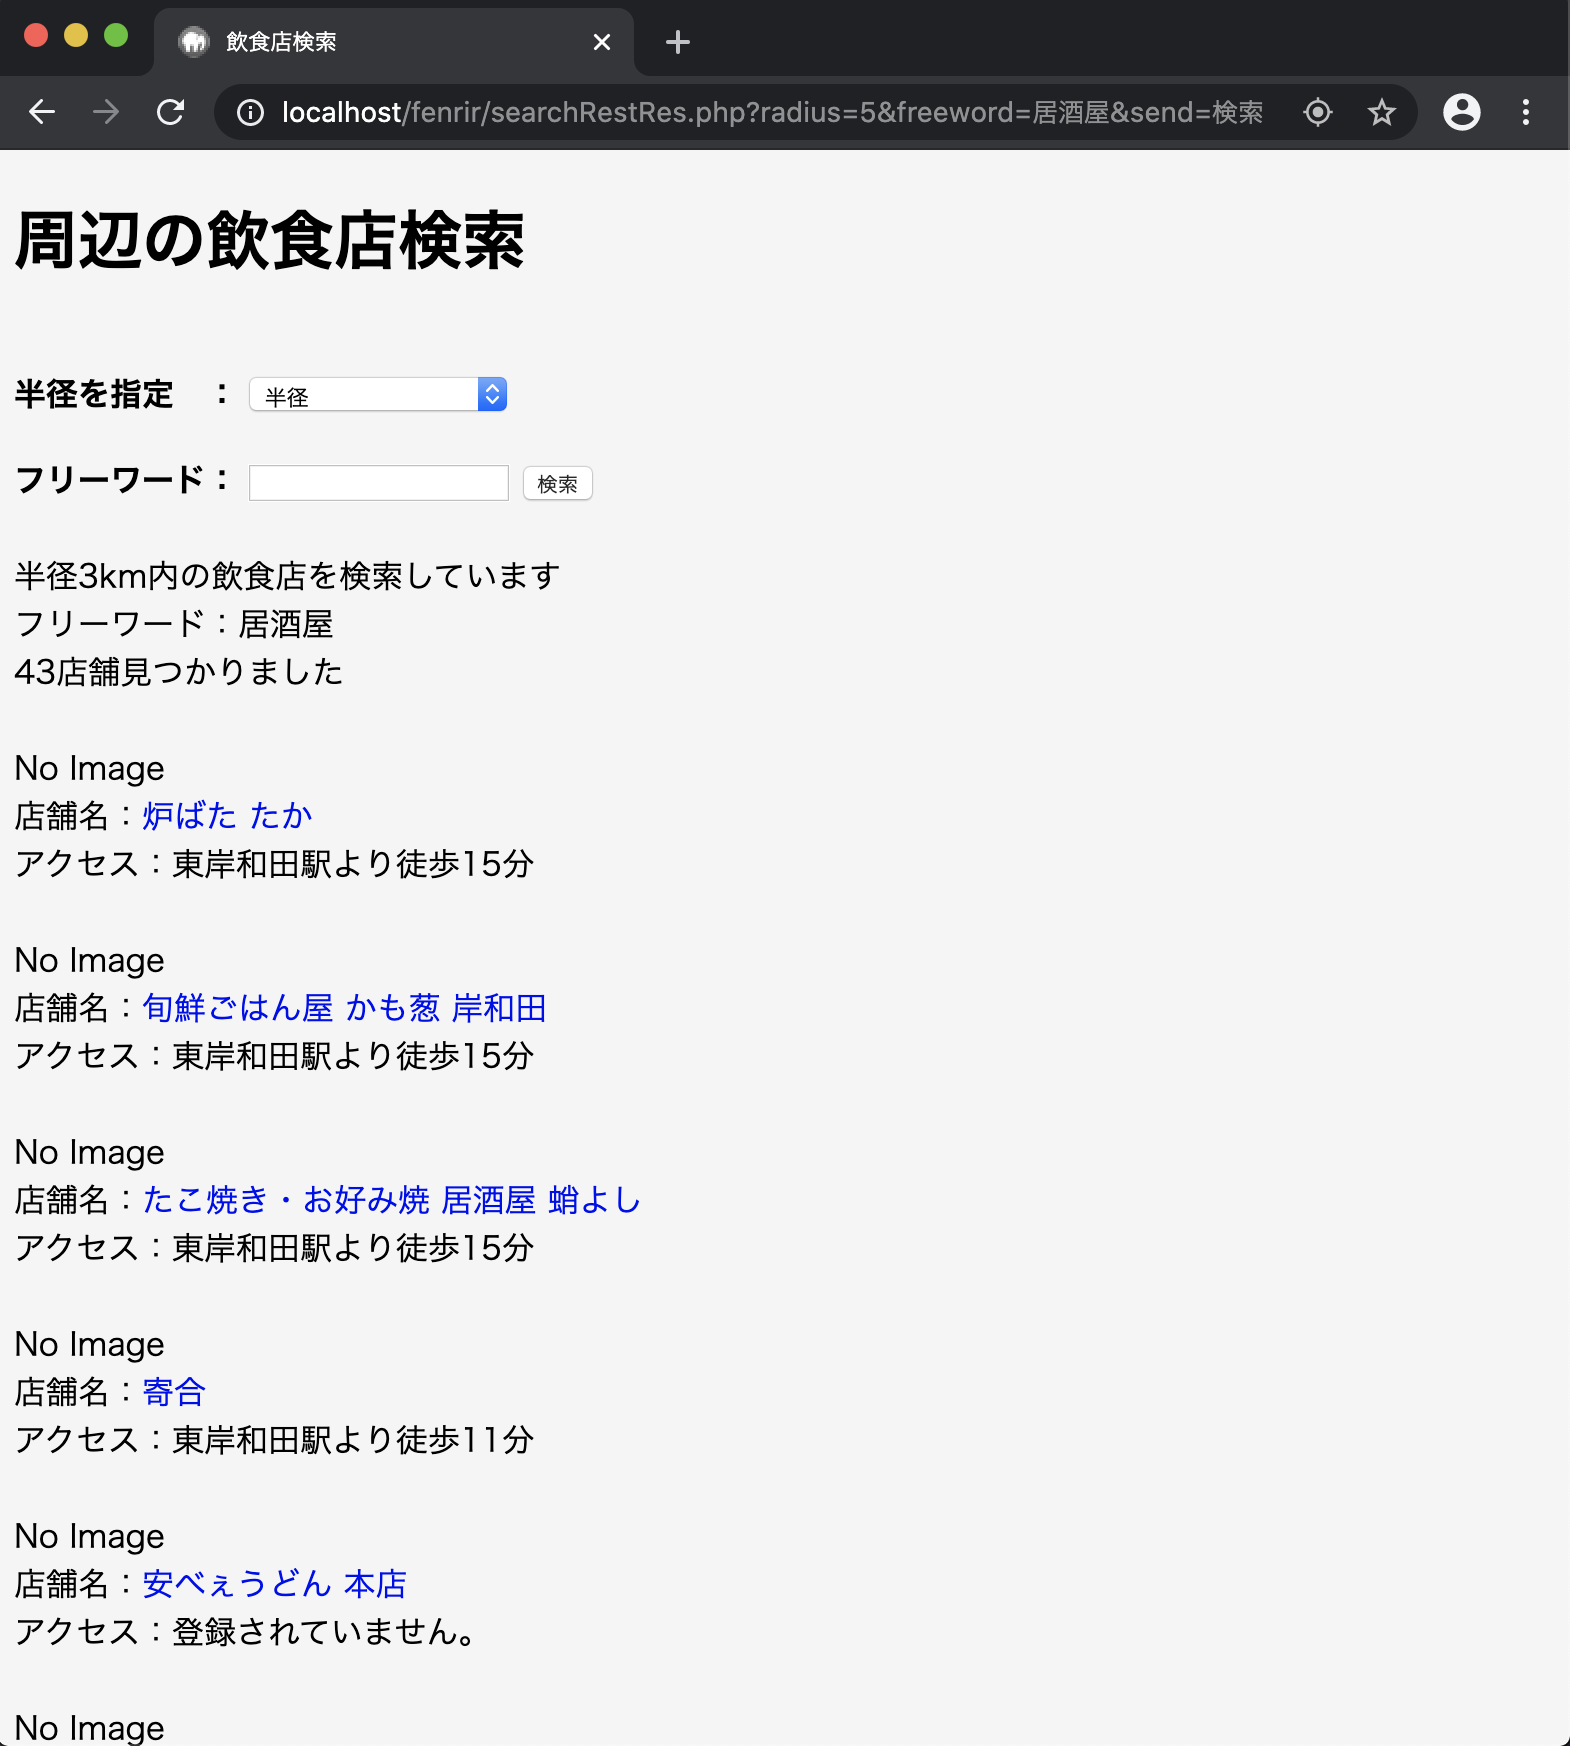 飲食店検索
localhost/fenrir/searchRestRes.php?radius=5&freeword=居酒屋&send=検索
周辺の飲食店検索
半径を指定　： 半径
フリーワード： 検索
半径3km内の飲食店を検索しています
フリーワード：居酒屋
43店舗見つかりました
No Image
店舗名：炉ばた たか
アクセス：東岸和田駅より徒歩15分
No Image
店舗名：旬鮮ごはん屋 かも葱 岸和田
アクセス：東岸和田駅より徒歩15分
No Image
店舗名：たこ焼き・お好み焼 居酒屋 蛸よし
アクセス：東岸和田駅より徒歩15分
No Image
店舗名：寄合
アクセス：東岸和田駅より徒歩11分
No Image
店舗名：安べぇうどん 本店
アクセス：登録されていません。
No Image